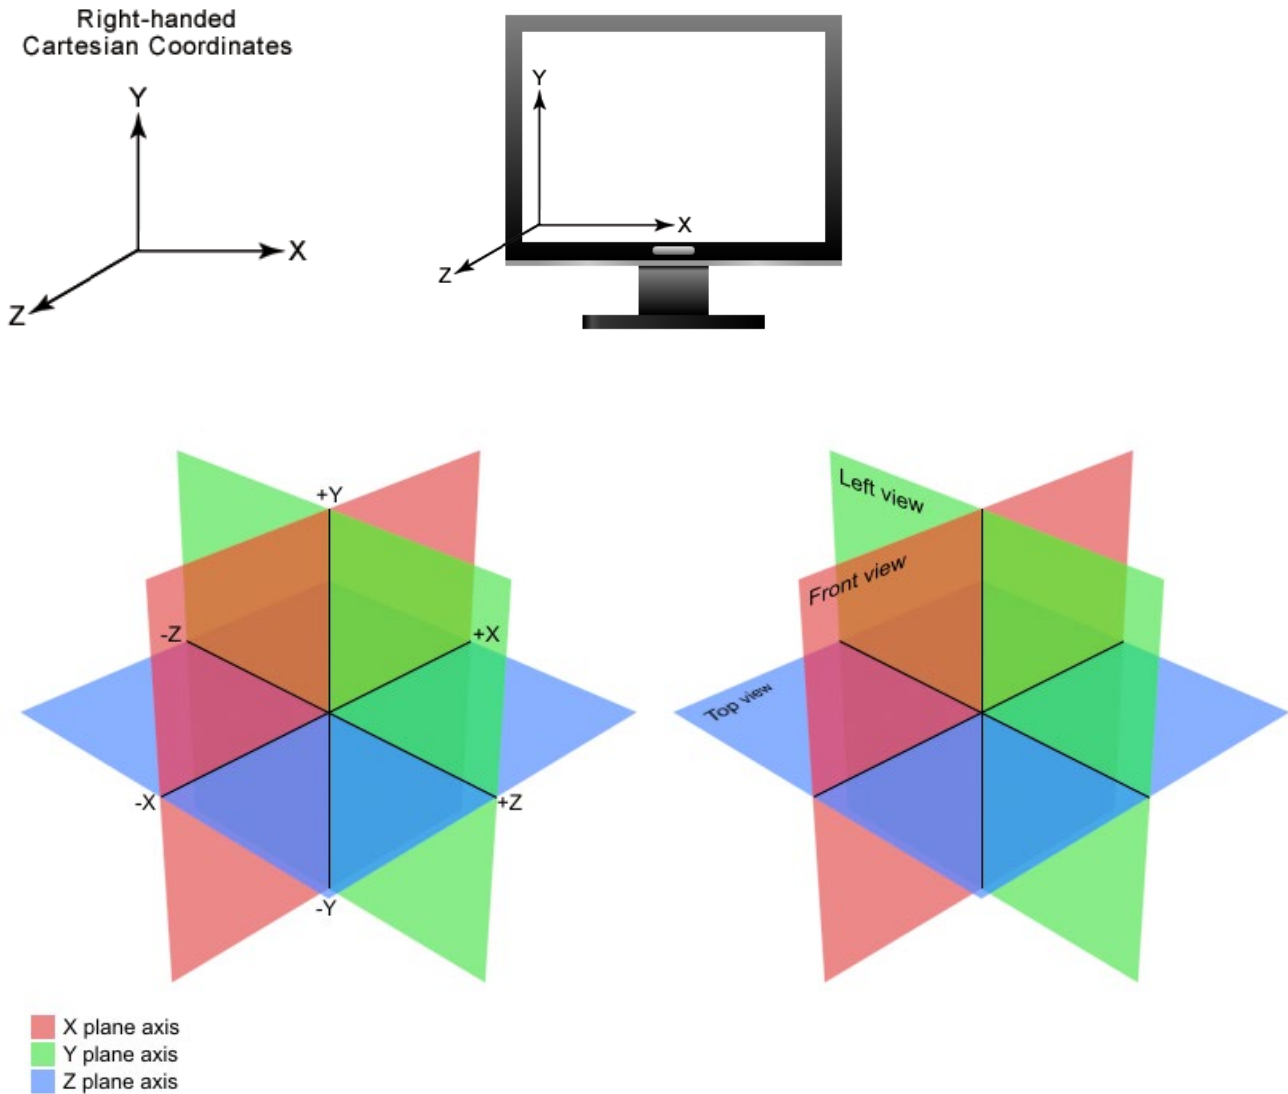 Right-handed
Cartesian Coordinates
Y
X
Z
Y
X
Z
+Y
-Z
+X
-X
+Z
-Y
Left view
Front view
Top view
X plane axis
Y plane axis
Z plane axis